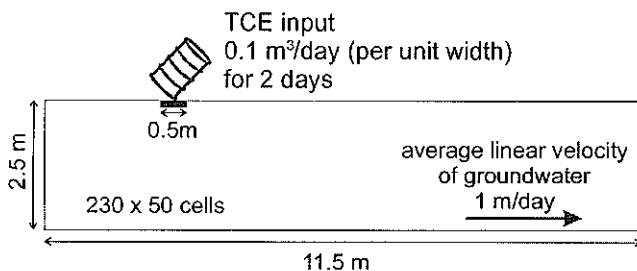 TCE input
0.1 m³/day (per unit width)
for 2 days
0.5m
2.5 m
average linear velocity
of groundwater
1 m/day
230 x 50 cells
11.5 m